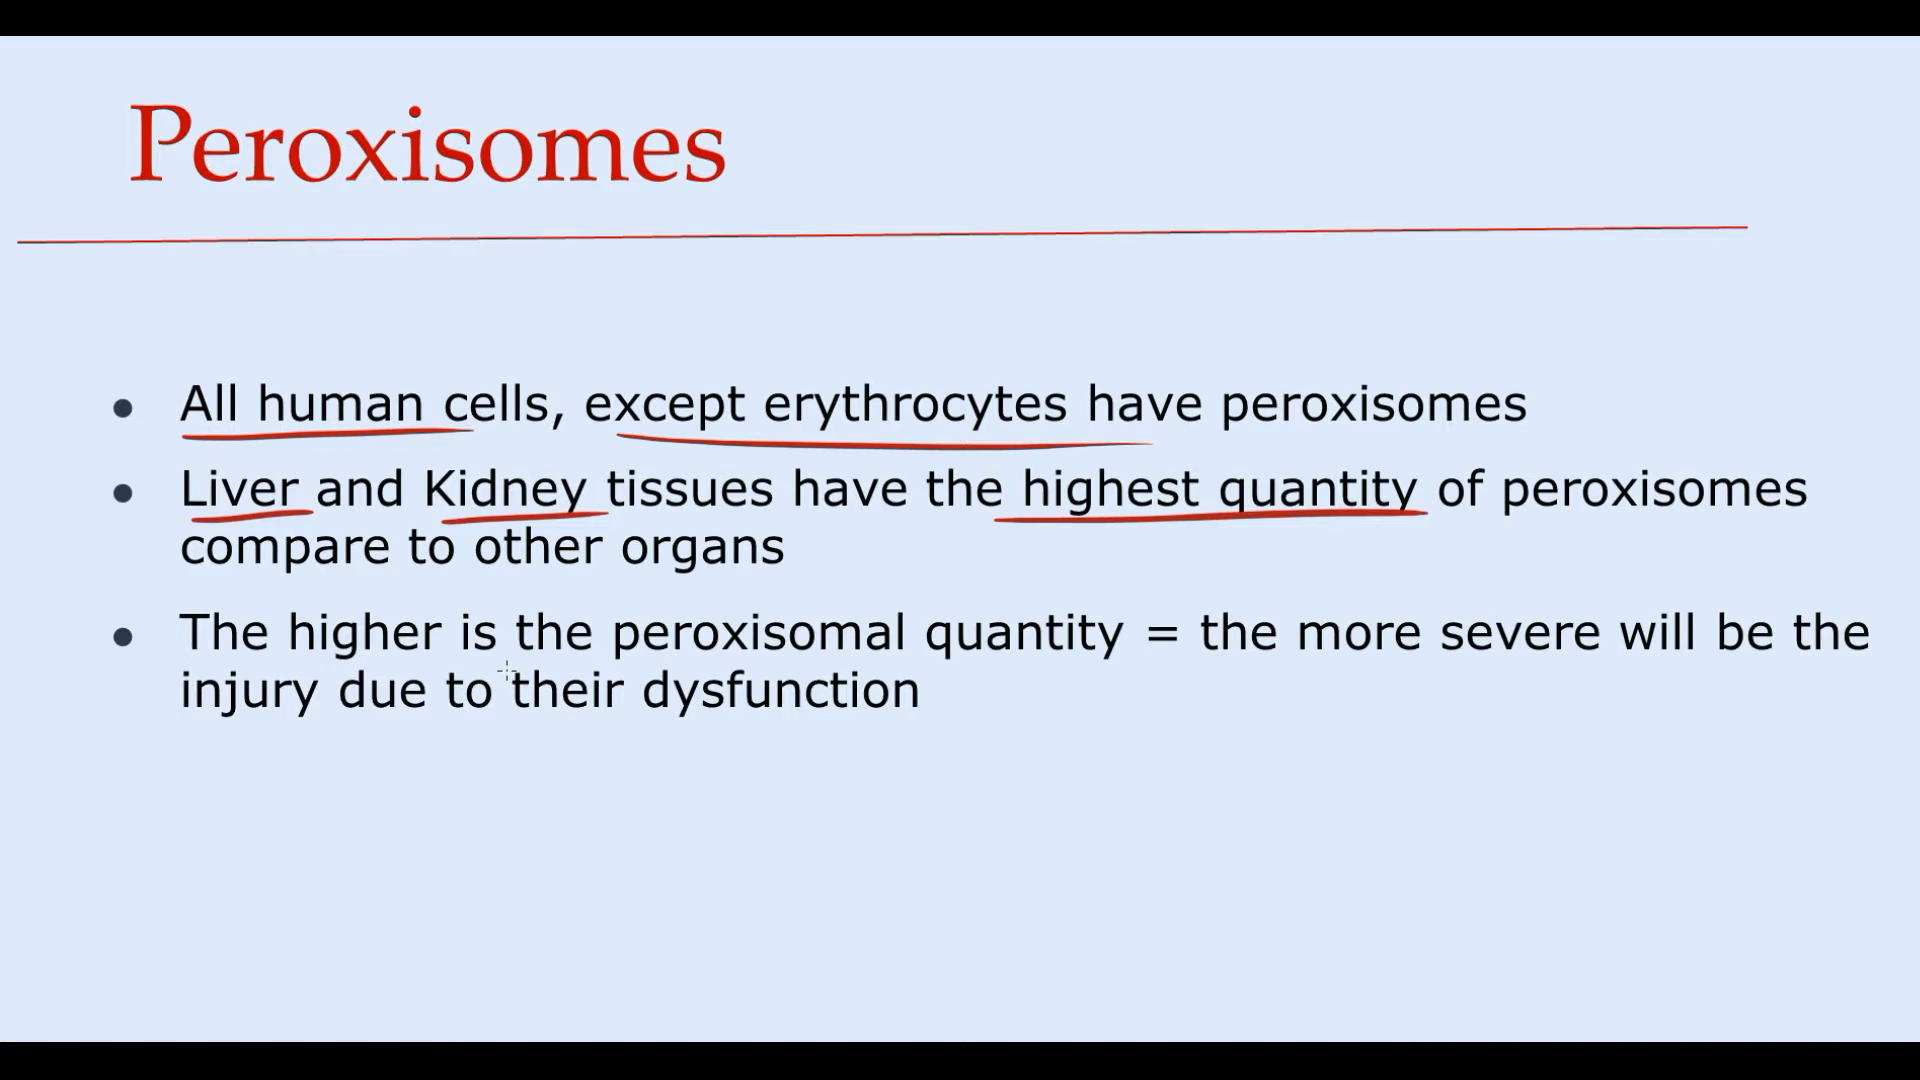 Peroxisomes
● All human cells, except erythrocytes have peroxisomes
● Liver and Kidney tissues have the highest quantity of peroxisomes
compare to other organs
● The higher is the peroxisomal quantity = the more severe will be the
injury due to their dysfunction